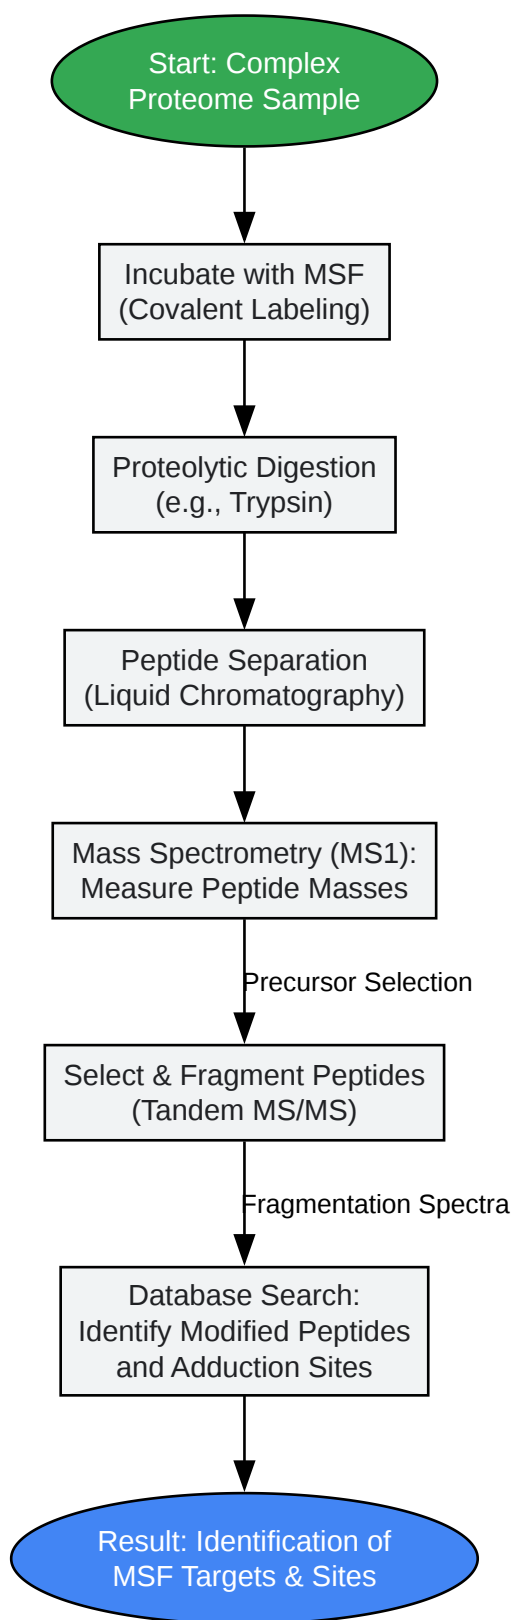 Start: Complex
Proteome Sample
Incubate with MSF
(Covalent Labeling)
Proteolytic Digestion
(e.g., Trypsin)
Peptide Separation
(Liquid Chromatography)
Mass Spectrometry (MS1):
Measure Peptide Masses
Precursor Selection
Select & Fragment Peptides
(Tandem MS/MS)
Fragmentation Spectra
Database Search:
Identify Modified Peptides
and Adduction Sites
Result: Identification of
MSF Targets & Sites